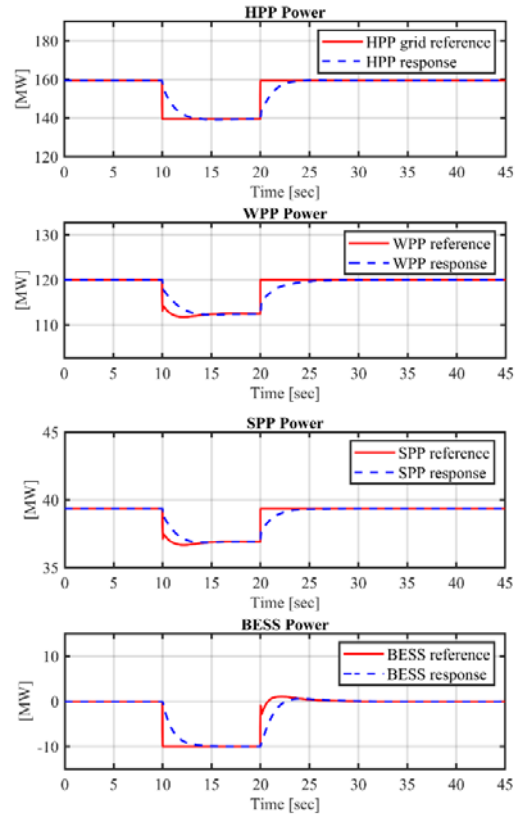 HPP Power
180
160
140
120
[MW]
HPP grid reference
HPP response
0 5 10 15 20 25 30 35 40 45
Time [sec]
WPP Power
130
120
110
[MW]
WPP reference
WPP response
0 5 10 15 20 25 30 35 40 45
Time [sec]
SPP Power
45
40
35
[MW]
SPP reference
SPP response
0 5 10 15 20 25 30 35 40 45
Time [sec]
BESS Power
10
0
-10
[MW]
BESS reference
BESS response
0 5 10 15 20 25 30 35 40 45
Time [sec]